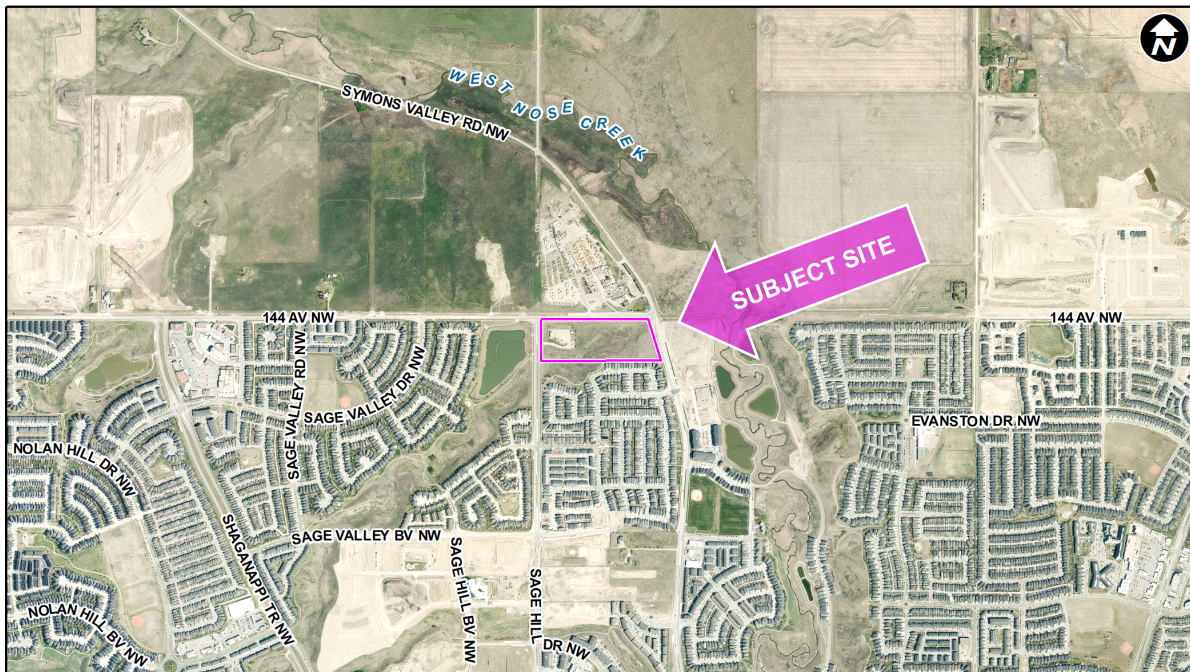 N
WEST NOSE CREEK
SYMONS VALLEY RD NW
SUBJECT SITE
144 AV NW
144 AV NW
SAGE VALLEY RD NW
SAGE VALLEY DR NW
EVANSTON DR NW
NOLAN HILL DR NW
SHAGANAPPI TR NW
SAGE VALLEY BV NW
SAGE HILL BV NW
SAGE HILL DR NW
NOLAN HILL BV NW